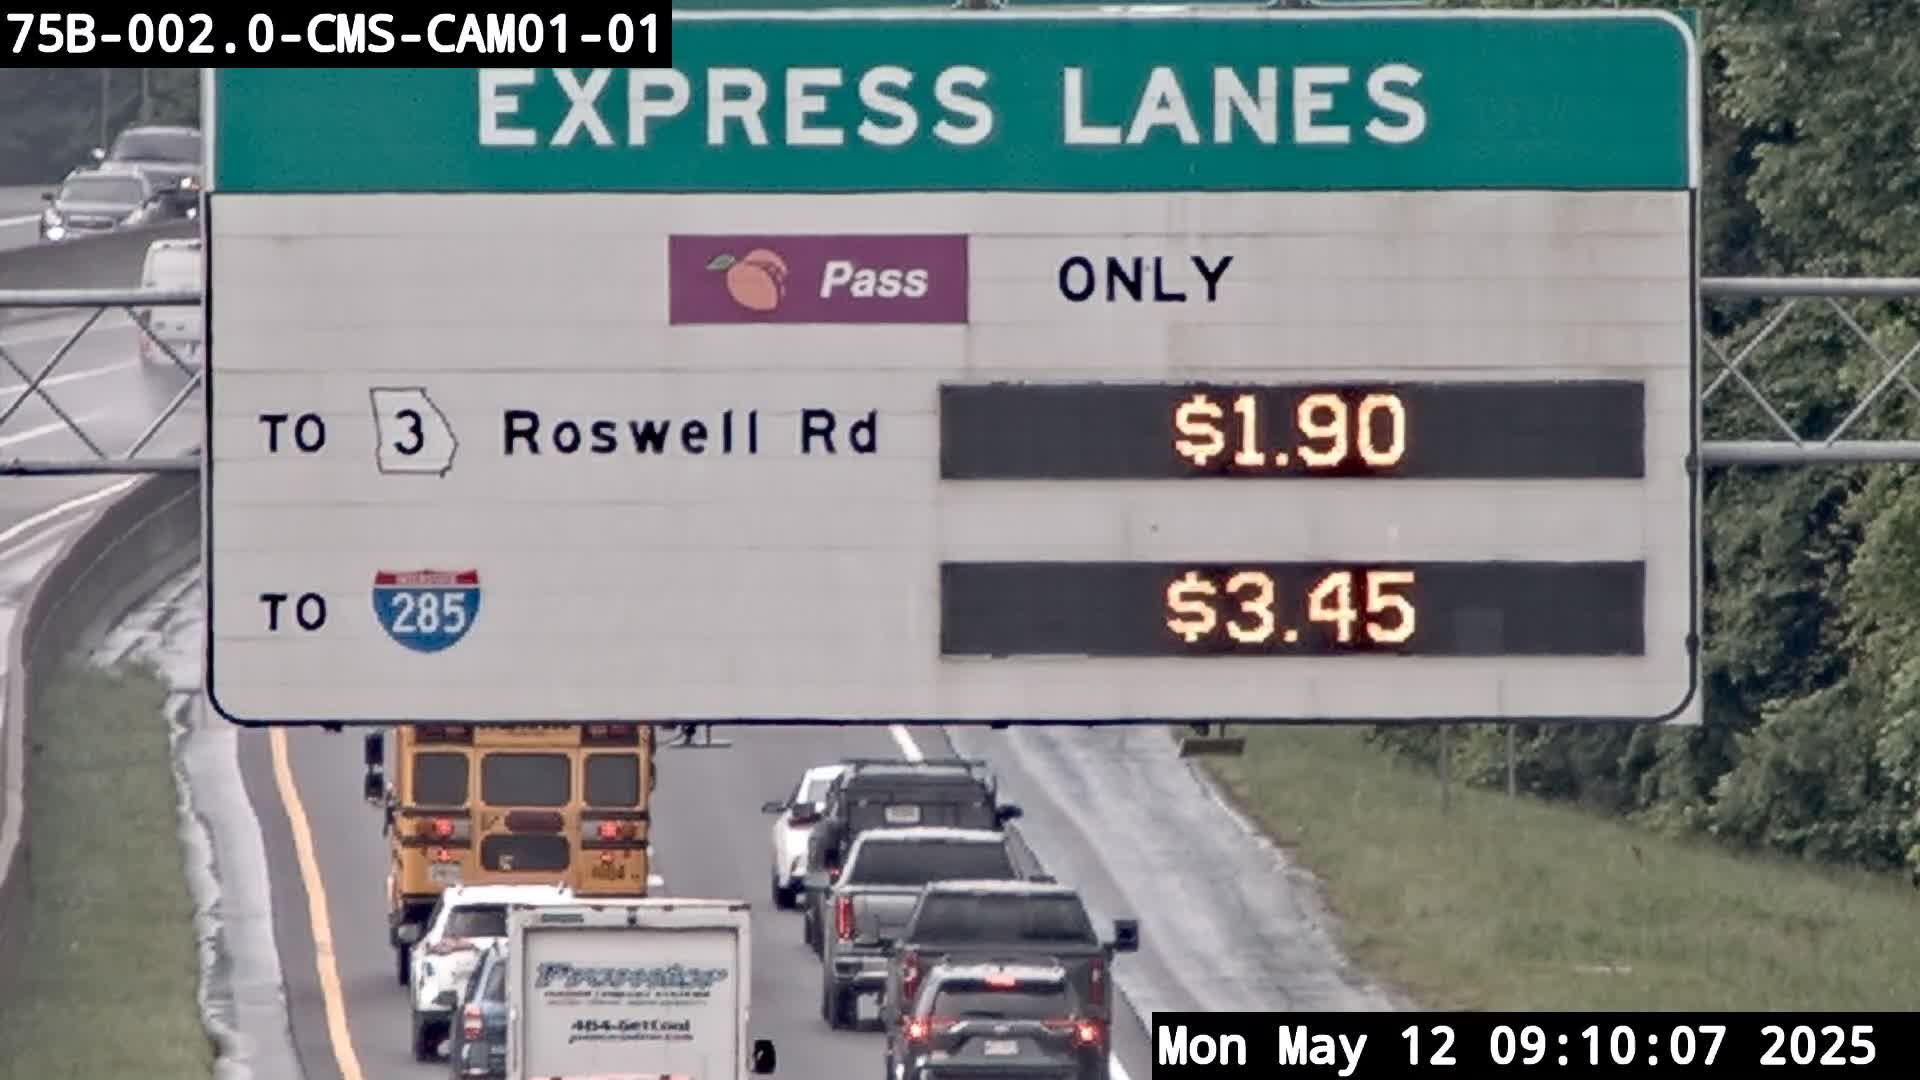 75B-002.0-CMS-CAM01-01
EXPRESS LANES
Pass ONLY
TO 3 Roswell Rd $1.90
TO INTERSTATE 285 $3.45
Mon May 12 09:10:07 2025